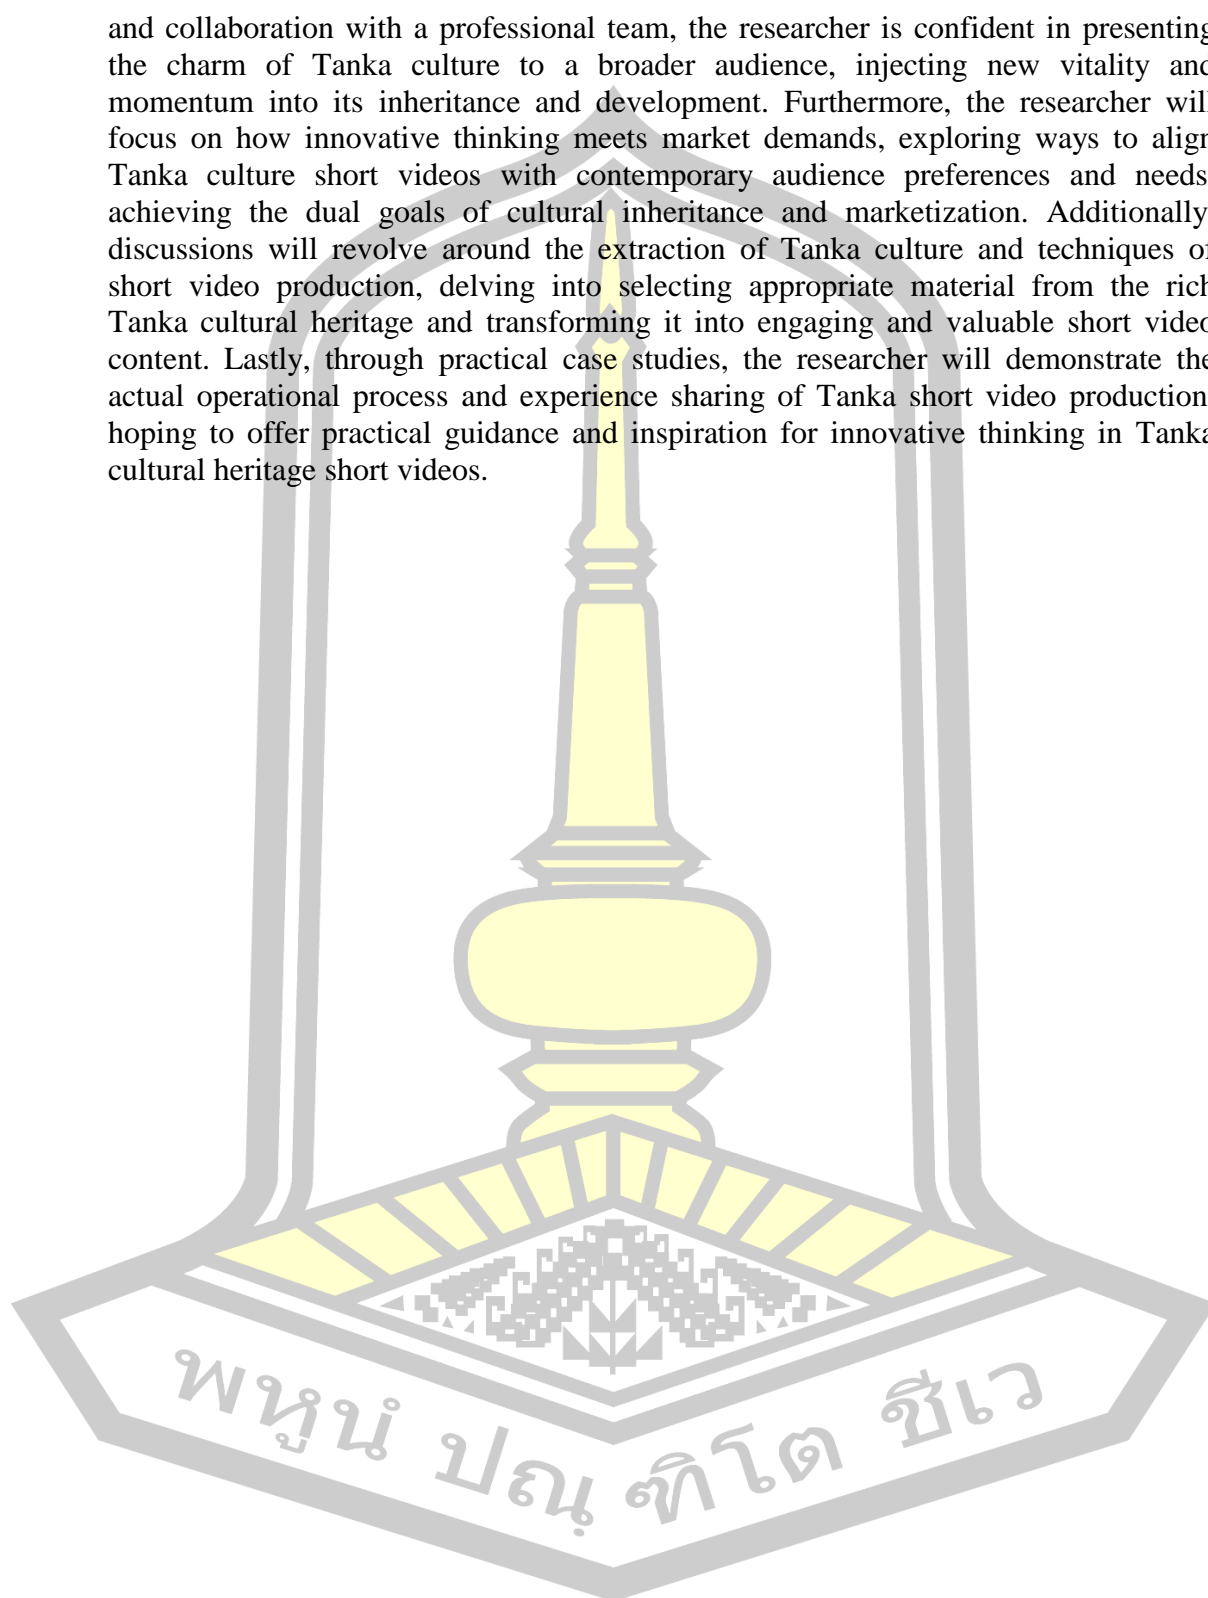 and collaboration with a professional team, the researcher is confident in presenting
the charm of Tanka culture to a broader audience, injecting new vitality and
momentum into its inheritance and development. Furthermore, the researcher will
focus on how innovative thinking meets market demands, exploring ways to align
Tanka culture short videos with contemporary audience preferences and needs
achieving the dual goals of cultural inheritance and marketization. Additionally
discussions will revolve around the extraction of Tanka culture and techniques of
short video production, delving into selecting appropriate material from the rich
Tanka cultural heritage and transforming it into engaging and valuable short video
content. Lastly, through practical case studies, the researcher will demonstrate the
actual operational process and experience sharing of Tanka short video production
hoping to offer practical guidance and inspiration for innovative thinking in Tanka
cultural heritage short videos.
พหูนํ ปณฺฑิโต ชีเว